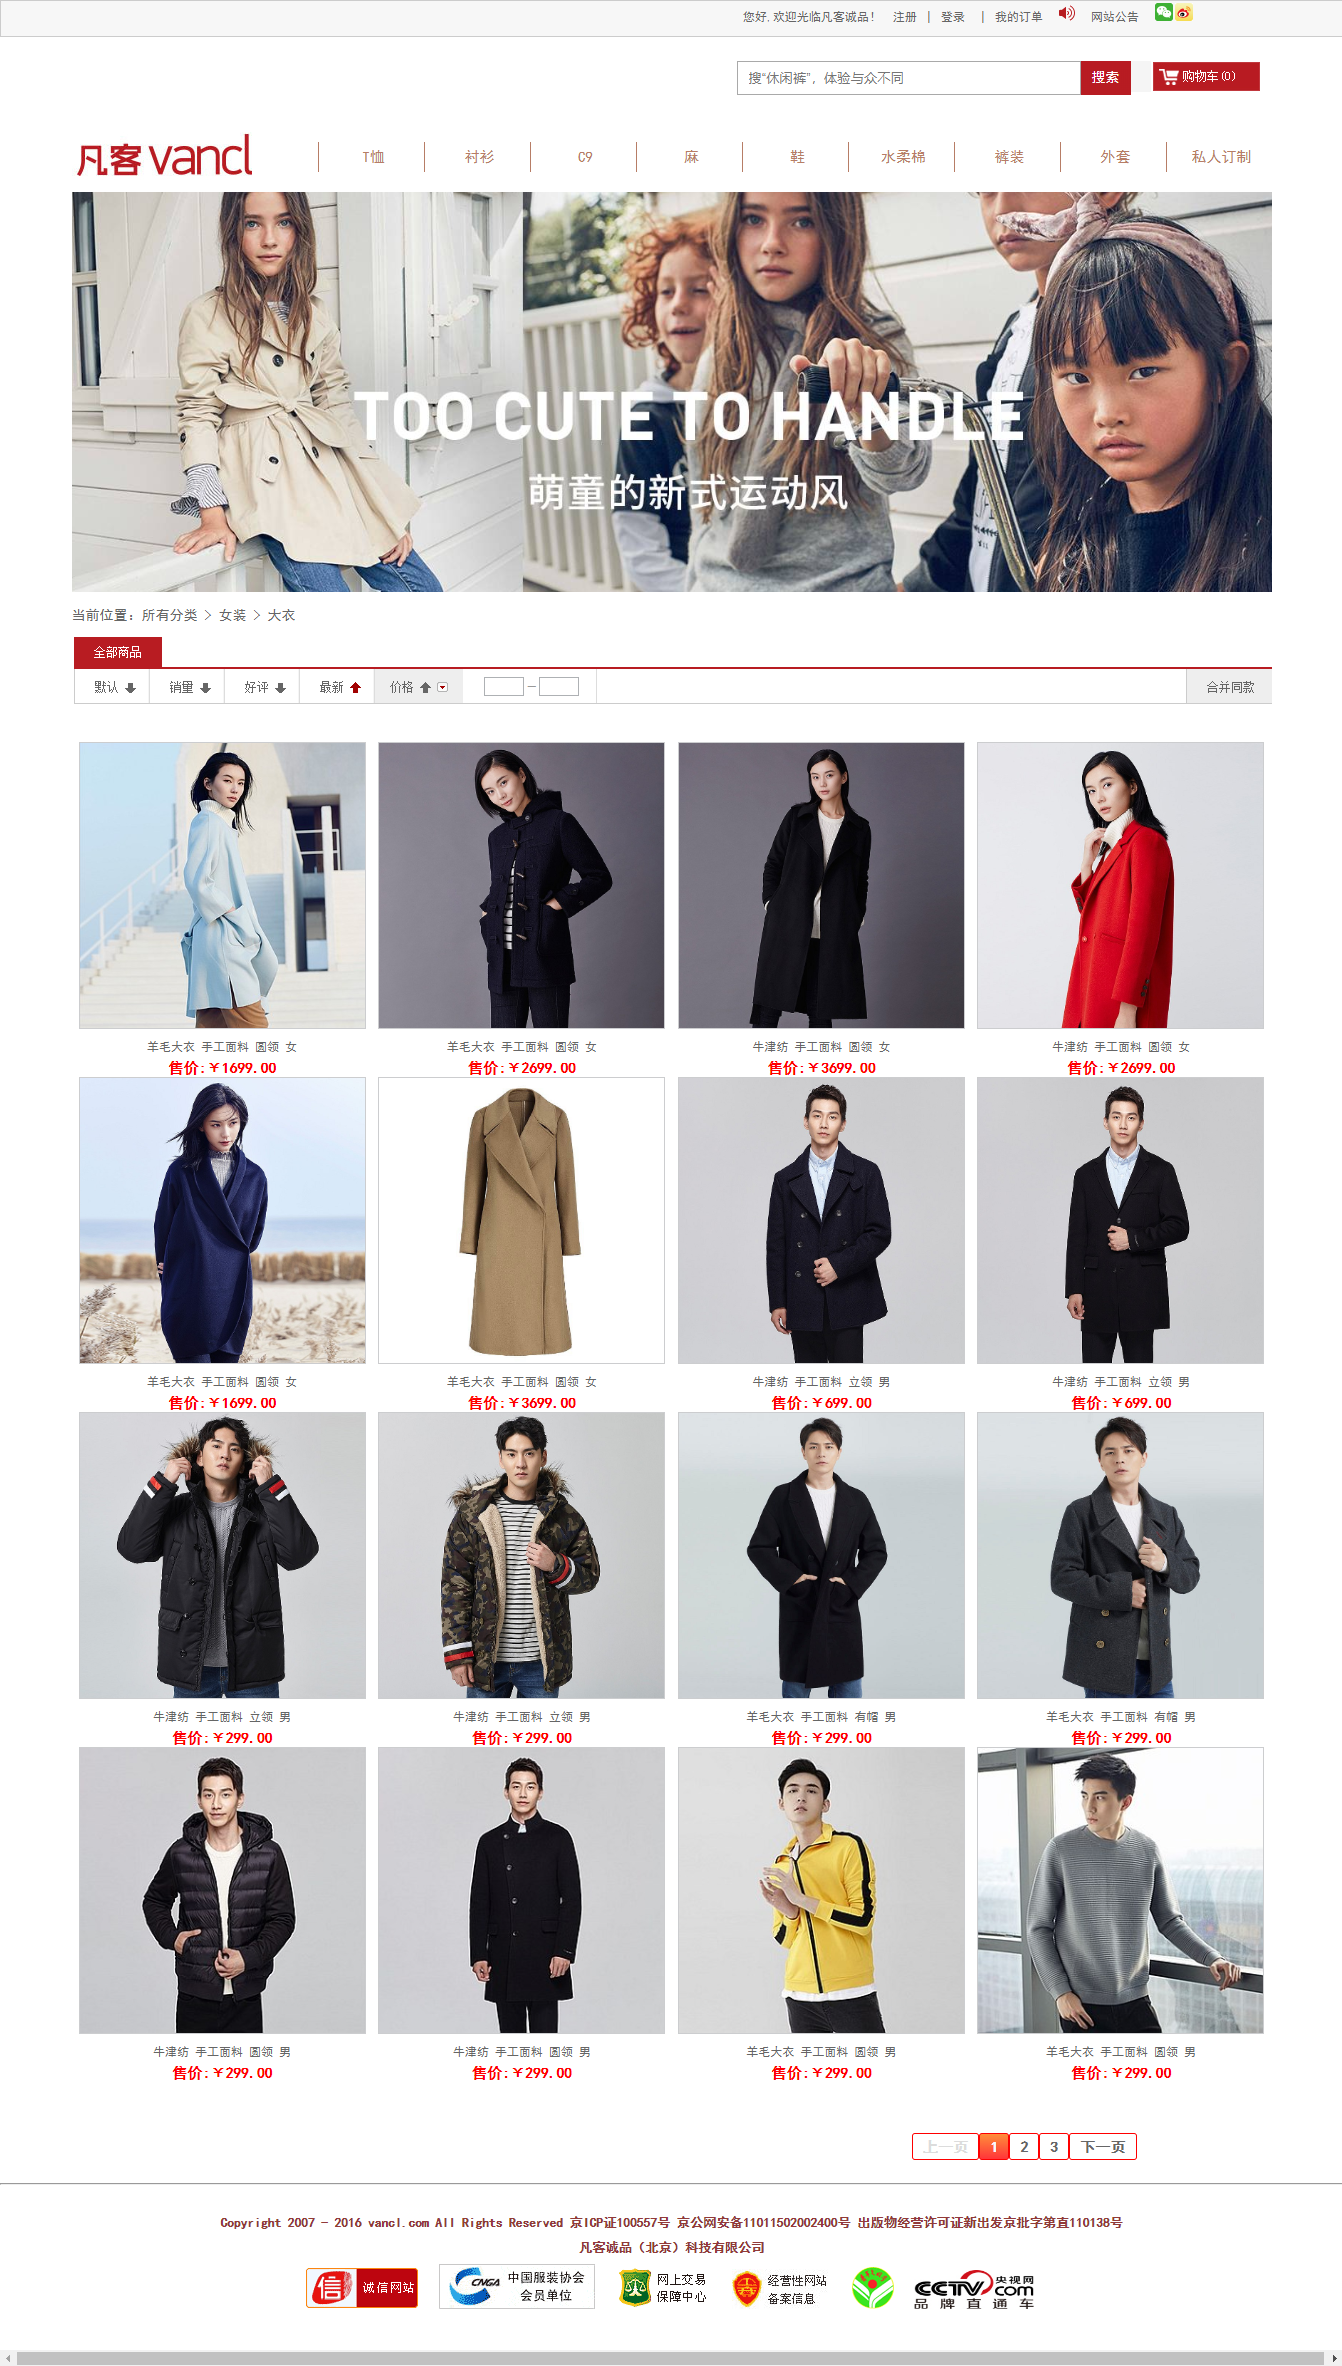 您好,欢迎光临凡客诚品! 注册 | 登录 | 我的订单 网站公告
搜“休闲裤”，体验与众不同 搜索 购物车(0)
凡客 vancl T恤 衬衫 C9 麻 鞋 水柔棉 裤装 外套 私人订制
TOO CUTE TO HANDLE
萌童的新式运动风
当前位置：所有分类 > 女装 > 大衣
全部商品
默认 销量 好评 最新 价格 — 合并同款
羊毛大衣 手工面料 圆领 女 羊毛大衣 手工面料 圆领 女 牛津纺 手工面料 圆领 女 牛津纺 手工面料 圆领 女
售价:￥1699.00 售价:￥2699.00 售价:￥3699.00 售价:￥2699.00
羊毛大衣 手工面料 圆领 女 羊毛大衣 手工面料 圆领 女 牛津纺 手工面料 立领 男 牛津纺 手工面料 立领 男
售价:￥1699.00 售价:￥3699.00 售价:￥699.00 售价:￥699.00
牛津纺 手工面料 立领 男 牛津纺 手工面料 立领 男 羊毛大衣 手工面料 有帽 男 羊毛大衣 手工面料 有帽 男
售价:￥299.00 售价:￥299.00 售价:￥299.00 售价:￥299.00
牛津纺 手工面料 圆领 男 牛津纺 手工面料 圆领 男 羊毛大衣 手工面料 圆领 男 羊毛大衣 手工面料 圆领 男
售价:￥299.00 售价:￥299.00 售价:￥299.00 售价:￥299.00
上一页 1 2 3 下一页
Copyright 2007 - 2016 vancl.com All Rights Reserved 京ICP证100557号 京公网安备11011502002400号 出版物经营许可证新出发京批字第直110138号
凡客诚品（北京）科技有限公司
信 诚信网站 CNGA 中国服装协会 会员单位 网上交易 保障中心 经营性网站 备案信息 CCTV 央视网 com 品牌直通车